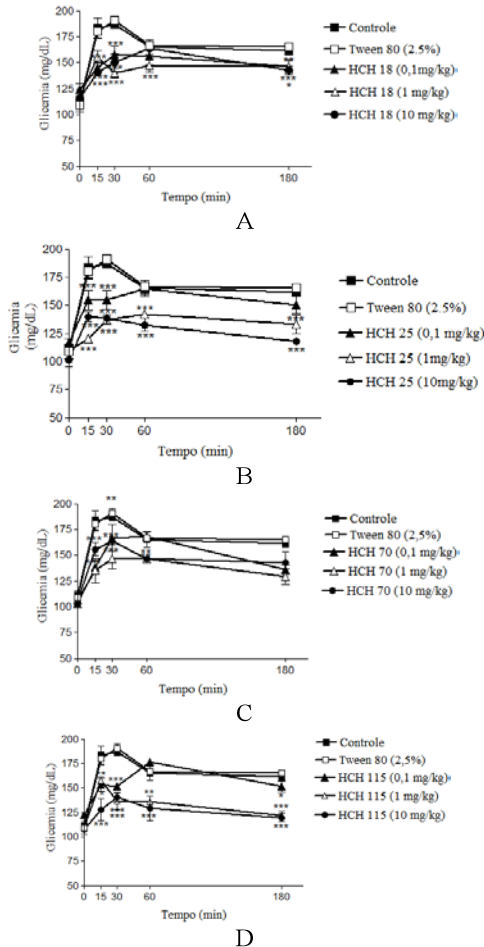 200
175
150
125
100
75
50
Glicemia (mg/dL)
0 15 30 60 180
Tempo (min)
***
***
***
***
***
**
***
*
Controle
Tween 80 (2.5%)
HCH 18 (0,1mg/kg)
HCH 18 (1 mg/kg)
HCH 18 (10 mg/kg)
A
200
175
150
125
100
75
50
Glicemia
(mg/dL)
0 15 30 60 180
Tempo (min)
*** ***
*** ***
*** ***
***
***
***
***
Controle
Tween 80 (2.5%)
HCH 25 (0,1 mg/kg)
HCH 25 (1mg/kg)
HCH 25 (10mg/kg)
B
200
175
150
125
100
75
50
Glicemia (mg/dL)
0 15 30 60 180
Tempo (min)
**
*** ***
Controle
Tween 80 (2,5%)
HCH 70 (0,1 mg/kg)
HCH 70 (1 mg/kg)
HCH 70 (10 mg/kg)
C
200
175
150
125
100
75
50
Glicemia (mg/dL)
0 15 30 60 180
Tempo (min)
**
***
***
***
***
**
***
***
*
***
Controle
Tween 80 (2,5%)
HCH 115 (0,1 mg/kg)
HCH 115 (1 mg/kg)
HCH 115 (10 mg/kg)
D